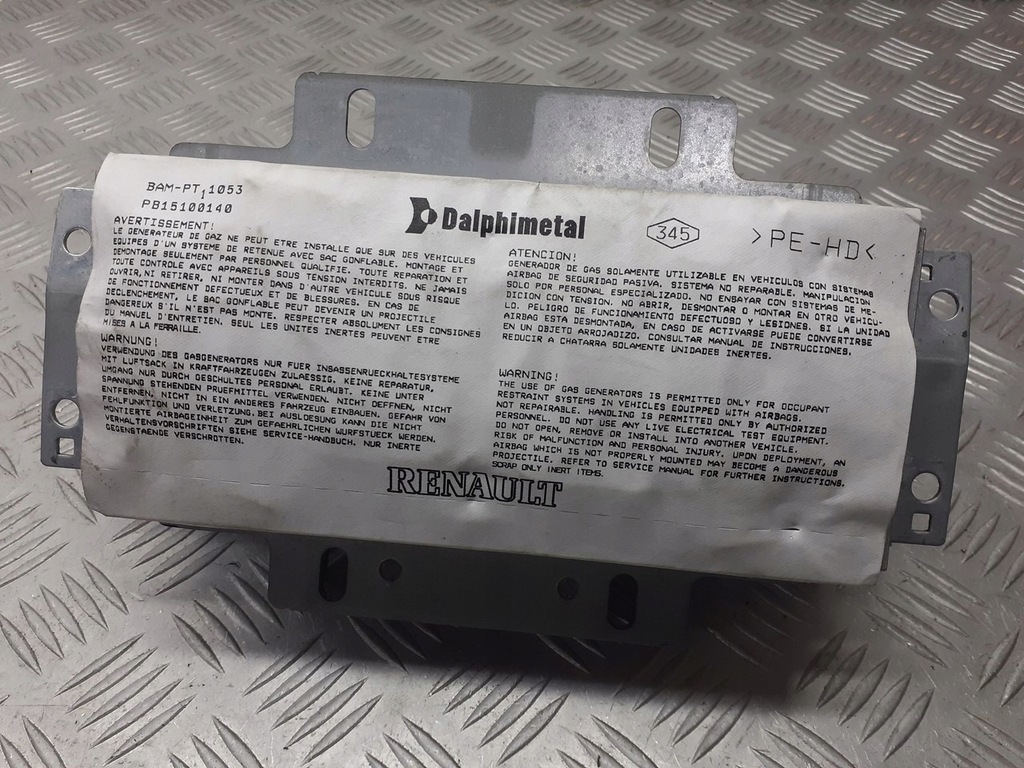 BAM-PT 1 1053
PB15100140
Dalphimetal
345
>PE-HD<
AVERTISSEMENT!
LE GENERATEUR DE GAZ NE PEUT ETRE INSTALLE QUE SUR DES VEHICULES
EQUIPES D'UN SYSTEME DE RETENUE AVEC SAC GONFLABLE. MONTAGE ET
DEMONTAGE SEULEMENT PAR PERSONNEL QUALIFIE. TOUTE REPARATION ET
TOUTE CONTROLE AVEC APPAREILS SOUS TENSION INTERDITS. NE JAMAIS
OUVRIR, NI RETIRER, NI MONTER DANS D'AUTRE VEHICULE SOUS RISQUE
DE FONCTIONNEMENT DEFECTUEUX ET DE BLESSURES. EN CAS DE
DECLENCHEMENT, LE SAC GONFLABLE PEUT DEVENIR UN PROJECTILE
DANGEREUX S'IL N'EST PAS MONTE. RESPECTER ABSOLUMENT LES CONSIGNES
DU MANUEL D'ENTRETIEN. SEUL LES UNITES INERTES PEUVENT ETRE
MISES A LA FERRAILLE.
WARNUNG!
VERWENDUNG DES GASGENERATORS NUR FUER INSASSENRUECKHALTESYSTEME
MIT LUFTSACK IN KRAFTFAHRZEUGEN ZULAESSIG. KEINE REPARATUR,
UMGANG NUR DURCH GESCHULTES PERSONAL ERLAUBT. KEINE UNTER
SPANNUNG STEHENDEN PRUEFMITTEL VERWENDEN. NICHT OEFFNEN, NICHT
ENTFERNEN, NICHT IN EIN ANDERES FAHRZEUG EINBAUEN. GEFAHR VON
FEHLFUNKTION UND VERLETZUNG. BEI AUSLOESUNG KANN DIE NICHT
MONTIERTE AIRBAGEINHEIT ZUM GEFAEHRLICHEN WURFSTUECK WERDEN.
VERHALTENSVORSCHRIFTEN SIEHE SERVICE-HANDBUCH. NUR INERTE
GEGENSTAENDE VERSCHROTTEN.
ATENCION!
GENERADOR DE GAS SOLAMENTE UTILIZABLE EN VEHICULOS CON SISTEMAS
AIRBAG DE SEGURIDAD PASIVA. SISTEMA NO REPARABLE. MANIPULACION
SOLO POR PERSONAL ESPECIALIZADO. NO ENSAYAR CON SISTEMAS DE ME-
DICION CON TENSION. NO ABRIR, DESMONTAR O MONTAR EN OTRO VEHICU-
LO. PELIGRO DE FUNCIONAMIENTO DEFECTUOSO Y LESIONES. SI LA UNIDAD
AIRBAG ESTA DESMONTADA, EN CASO DE ACTIVARSE PUEDE CONVERTIRSE
EN UN OBJETO ARROJADIZO. CONSULTAR MANUAL DE INSTRUCCIONES.
REDUCIR A CHATARRA SOLAMENTE UNIDADES INERTES.
WARNING!
THE USE OF GAS GENERATORS IS PERMITTED ONLY FOR OCCUPANT
RESTRAINT SYSTEMS IN VEHICLES EQUIPPED WITH AIRBAGS.
NOT REPAIRABLE. HANDLING IS PERMITTED ONLY BY AUTHORIZED
PERSONNEL. DO NOT USE ANY LIVE ELECTRICAL TEST EQUIPMENT.
DO NOT OPEN, REMOVE OR INSTALL INTO ANOTHER VEHICLE.
RISK OF MALFUNCTION AND PERSONAL INJURY. UPON DEPLOYMENT, AN
AIRBAG WHICH IS NOT PROPERLY MOUNTED MAY BECOME A DANGEROUS
PROJECTILE. REFER TO SERVICE MANUAL FOR FURTHER INSTRUCTIONS.
SCRAP ONLY INERT ITEMS.
RENAULT